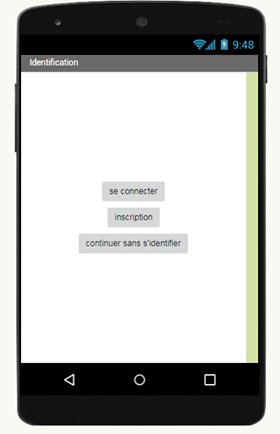 9:48
Identification
se connecter
inscription
continuer sans s'identifier